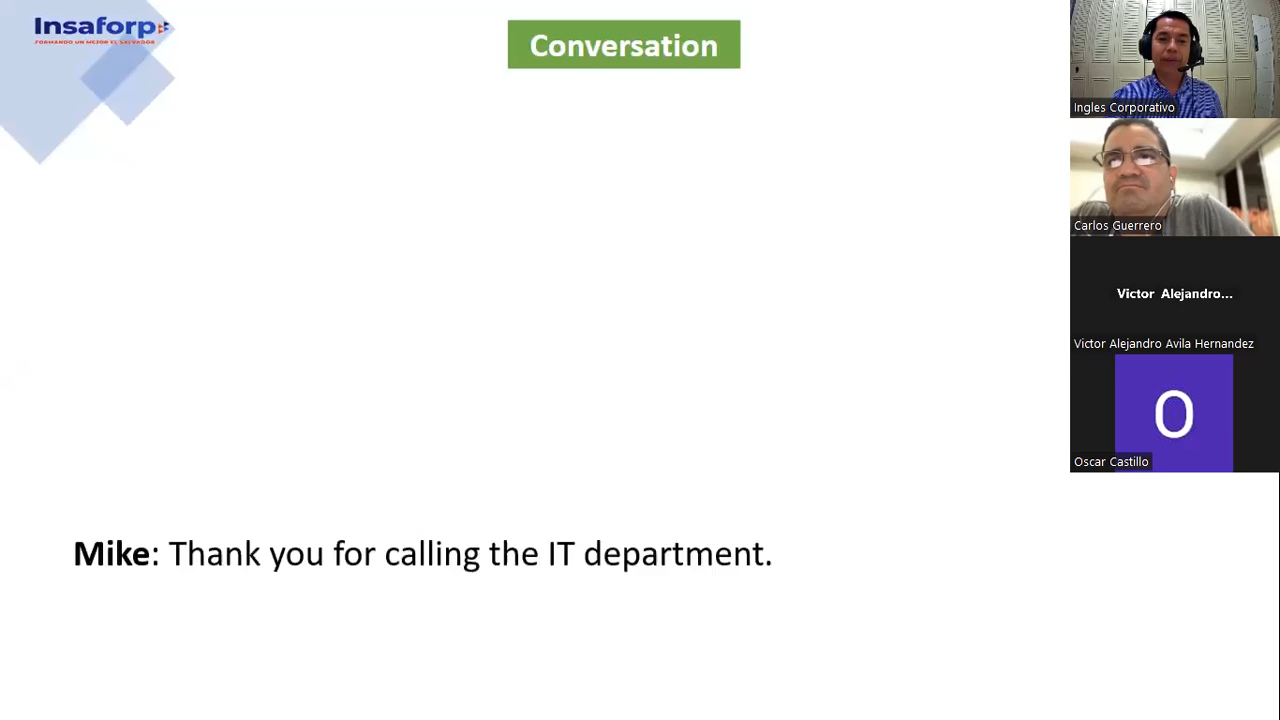 Insaforp
FORMANDO UN MEJOR EL SALVADOR
Conversation
Mike: Thank you for calling the IT department.
Ingles Corporativo
Carlos Guerrero
Victor Alejandro...
Victor Alejandro Avila Hernandez
O
Oscar Castillo